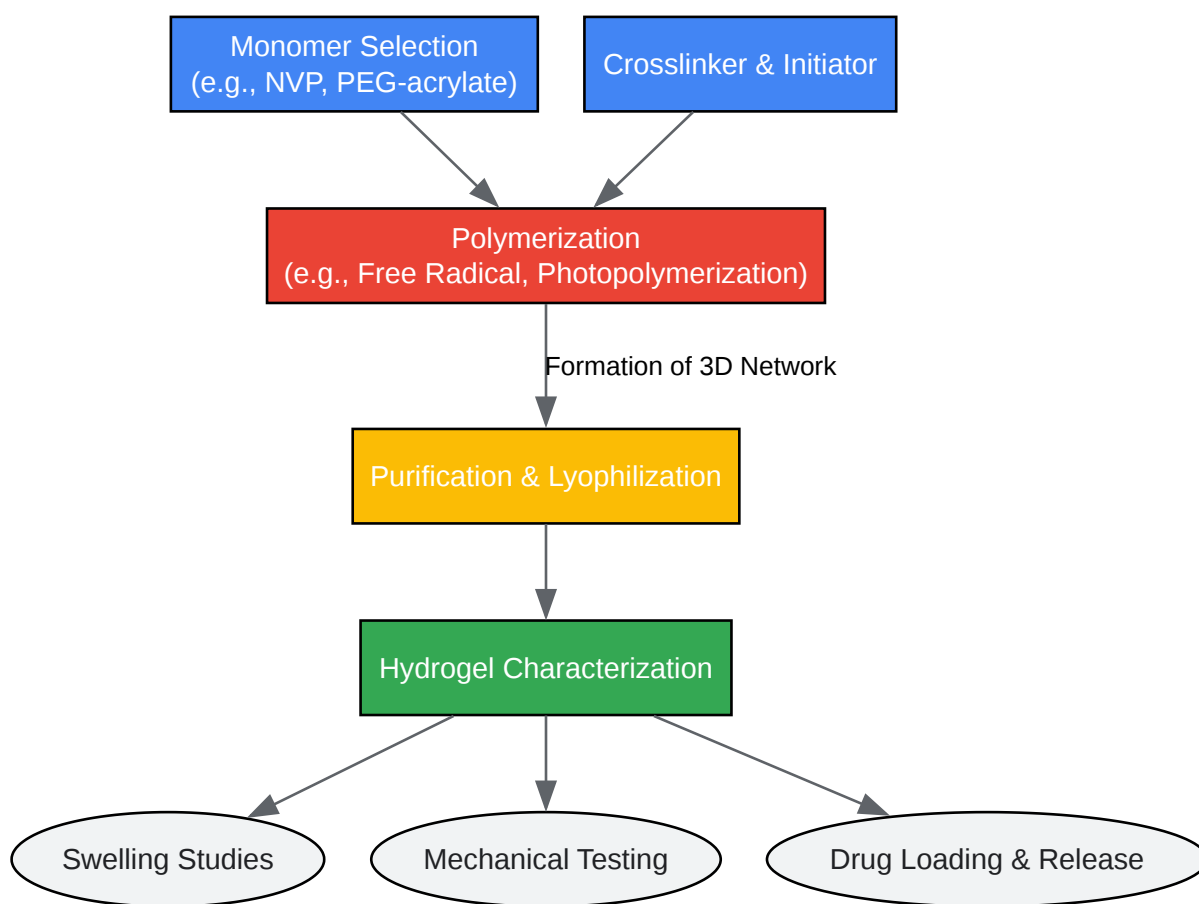 Monomer Selection
(e.g., NVP, PEG-acrylate)
Crosslinker & Initiator
Polymerization
(e.g., Free Radical, Photopolymerization)
Formation of 3D Network
Purification & Lyophilization
Hydrogel Characterization
Swelling Studies
Mechanical Testing
Drug Loading & Release